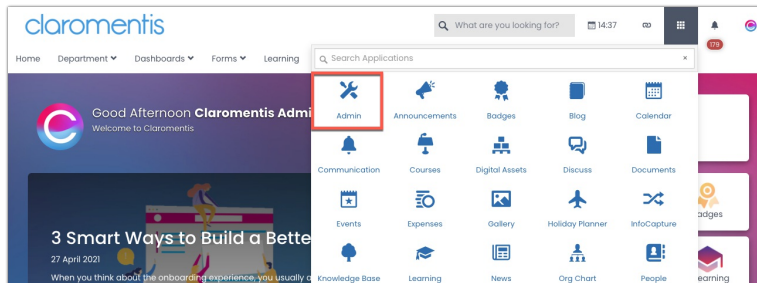 claromentis
What are you looking for?
14:37
179
Home Department Dashboards Forms Learning
Search Applications
×
Admin Announcements Badges Blog Calendar
Good Afternoon Claromentis Admi
Welcome to Claromentis
Communication Courses Digital Assets Discuss Documents
Events Expenses Gallery Holiday Planner InfoCapture
adges
3 Smart Ways to Build a Bette
27 April 2021
When you think about the onboarding experience, you usually a
Knowledge Base Learning News Org Chart People
earning